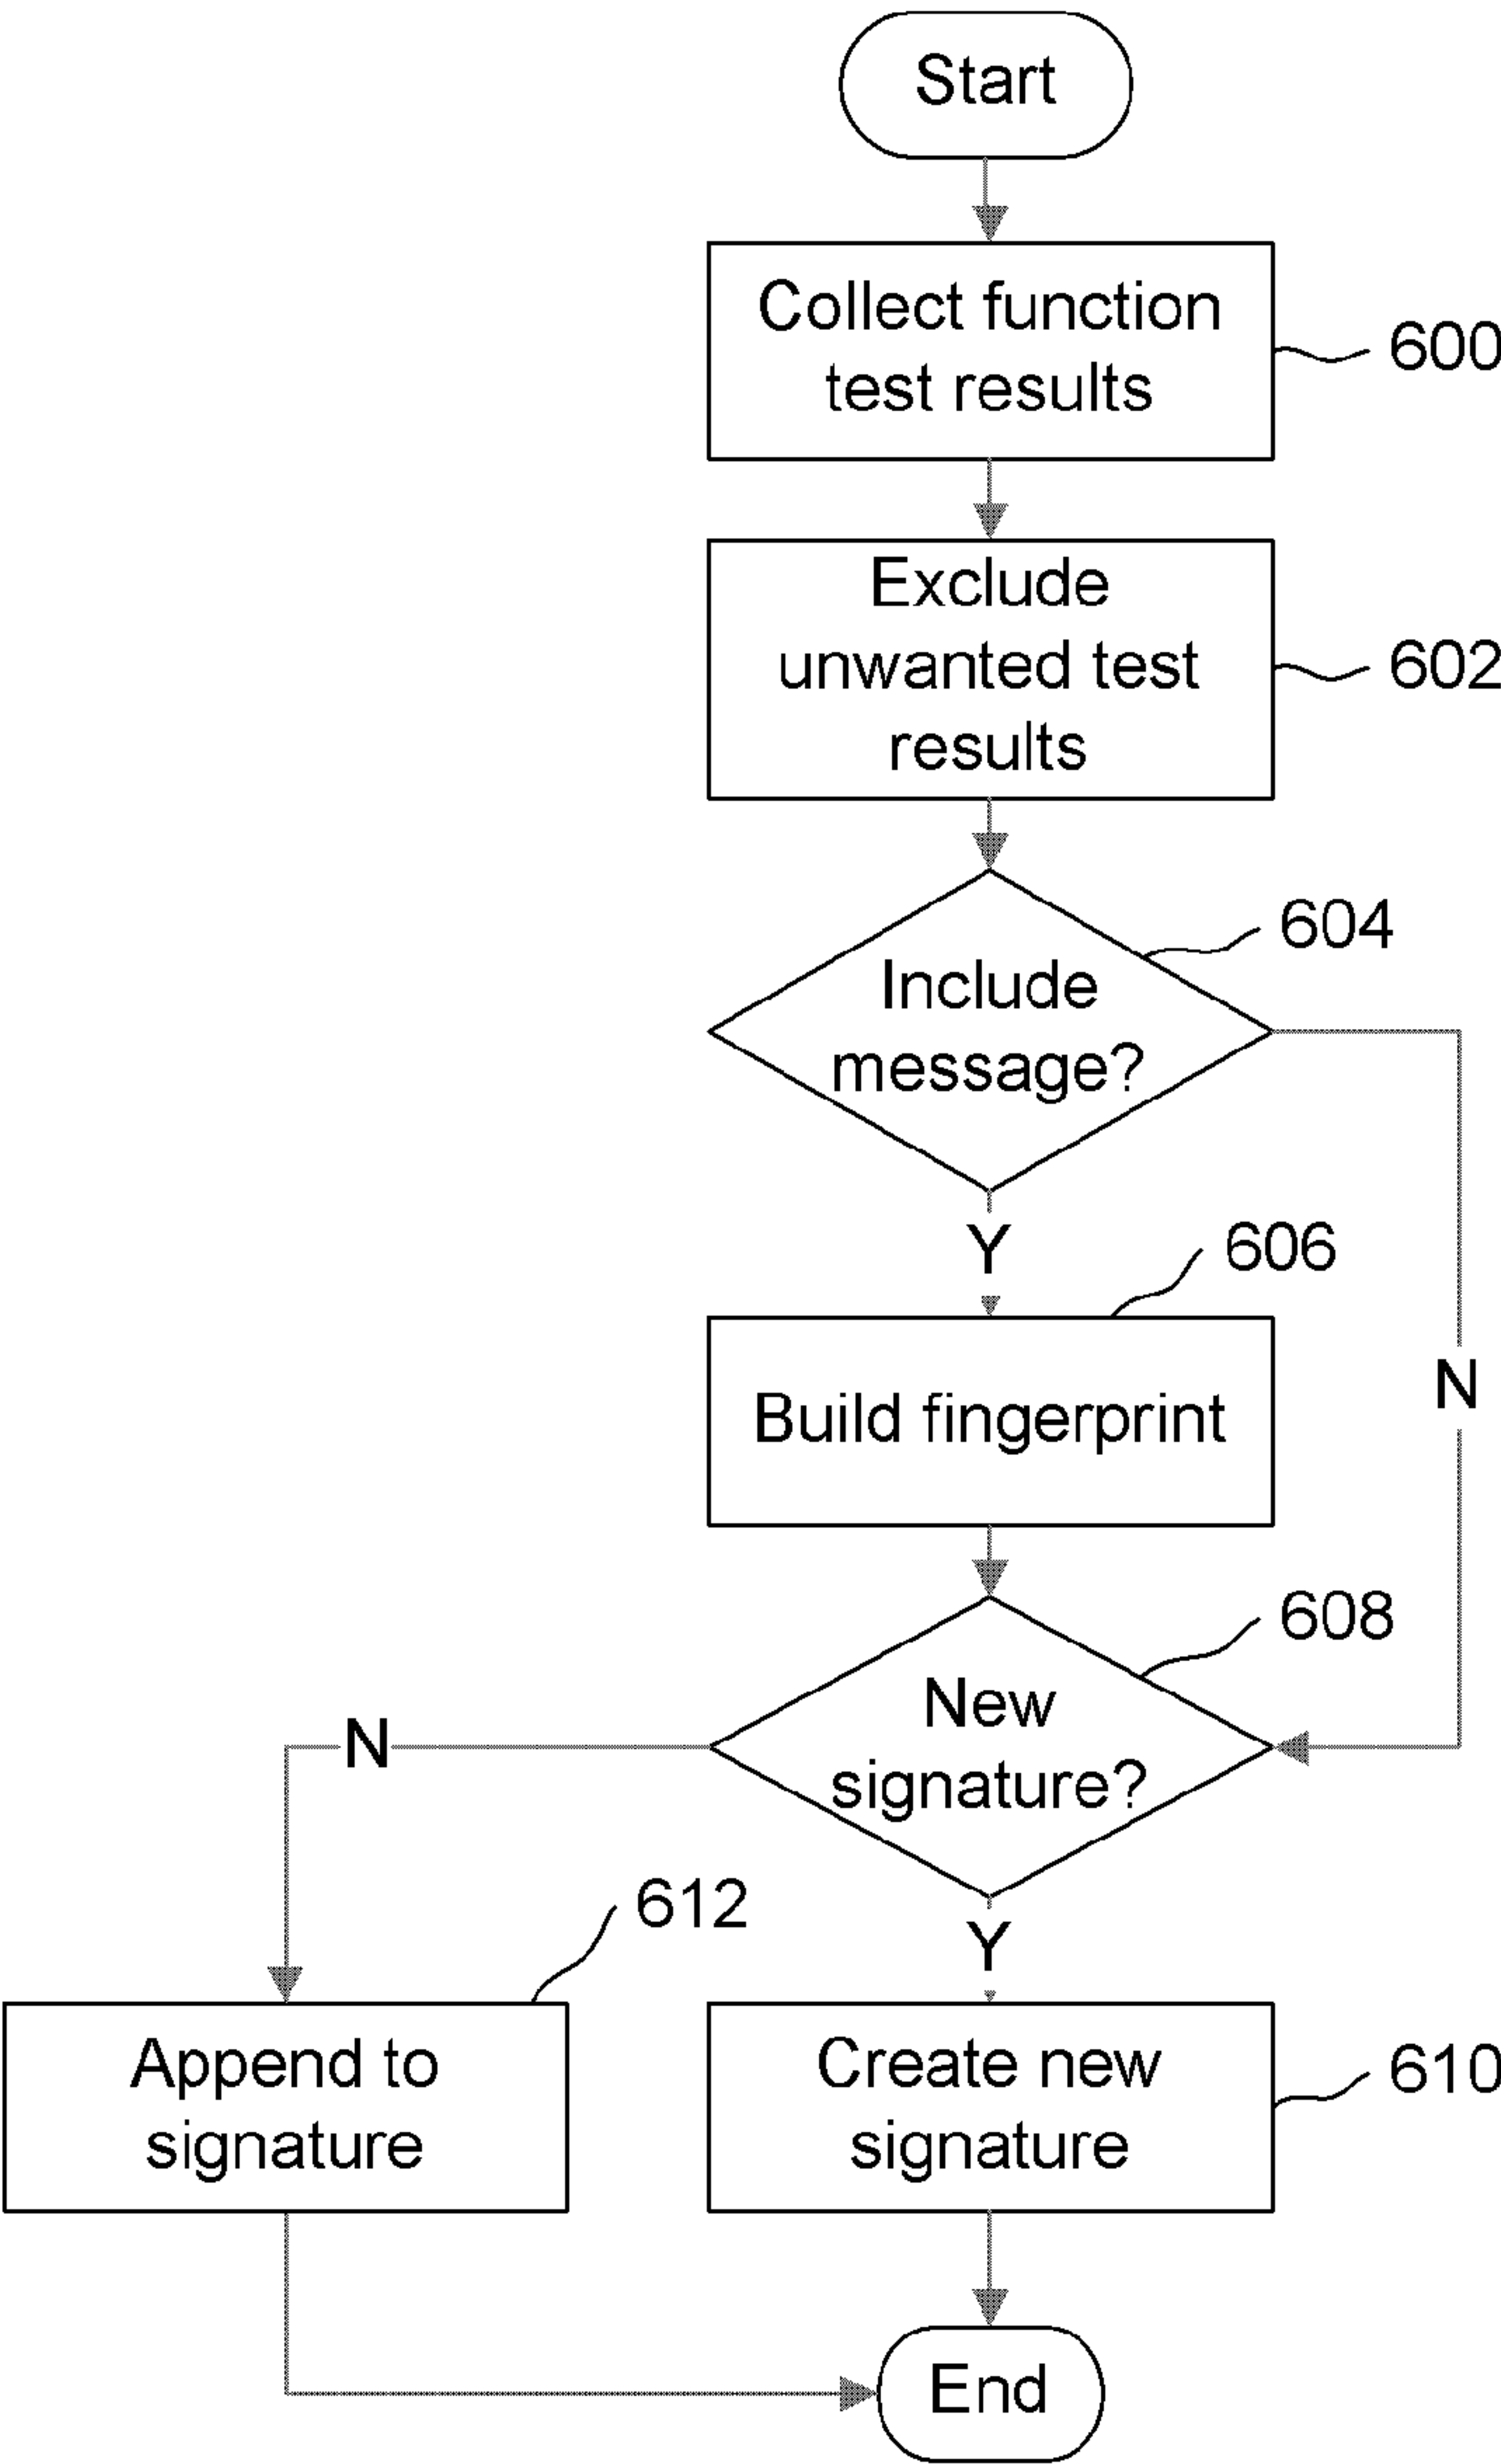 Start
Collect function
test results
600
Exclude
unwanted test
results
602
604
Include
message?
Y
606
N
Build fingerprint
608
New
signature?
N
612
Y
Append to
signature
Create new
signature
610
End